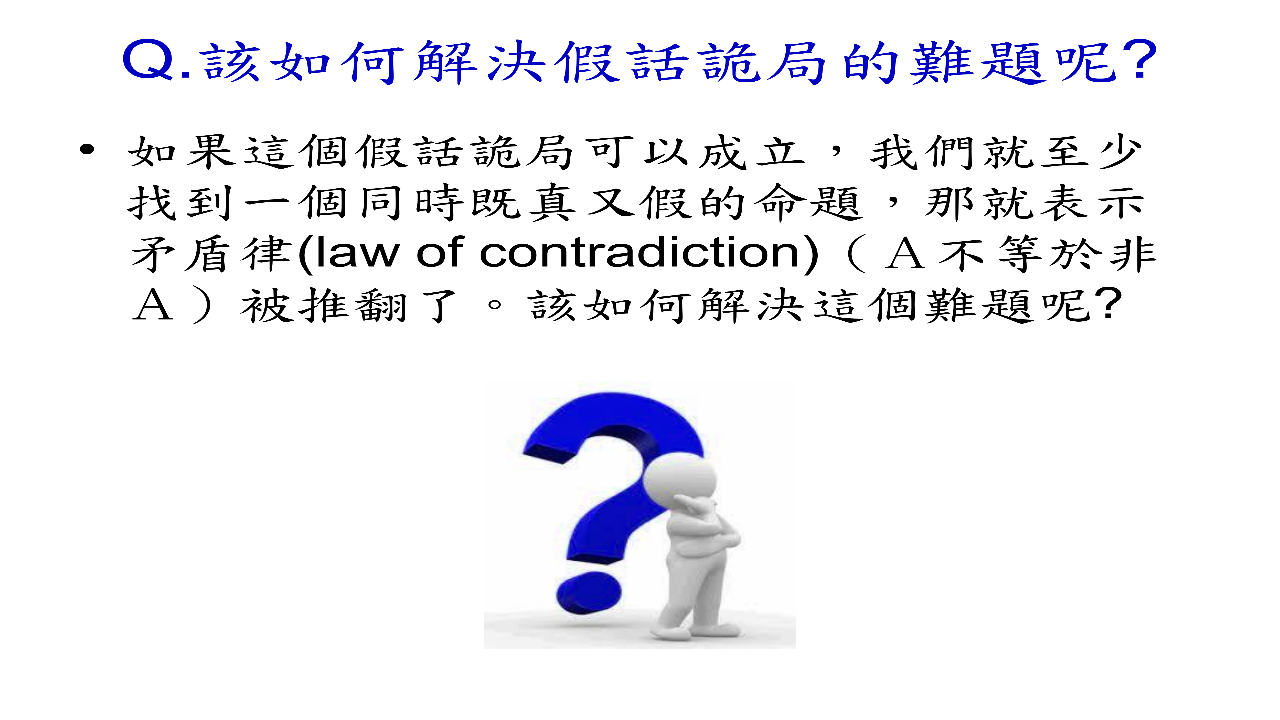 Q.該如何解決假話詭局的難題呢?
• 如果這個假話詭局可以成立，我們就至少
找到一個同時既真又假的命題，那就表示
矛盾律(law of contradiction)（Ａ不等於非
Ａ）被推翻了。該如何解決這個難題呢?